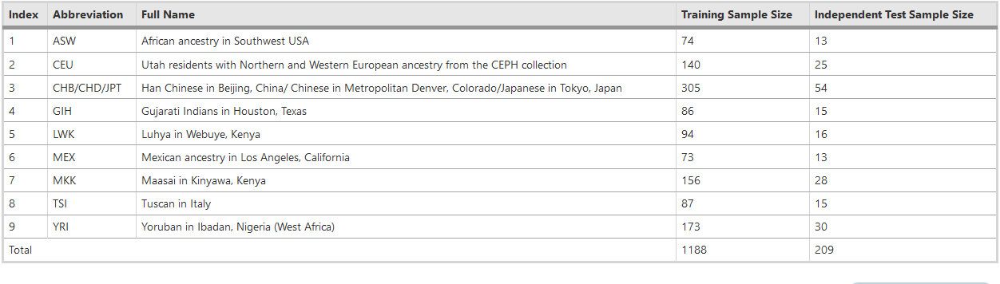 Index Abbreviation Full Name Training Sample Size Independent Test Sample Size
1 ASW African ancestry in Southwest USA 74 13
2 CEU Utah residents with Northern and Western European ancestry from the CEPH collection 140 25
3 CHB/CHD/JPT Han Chinese in Beijing, China/ Chinese in Metropolitan Denver, Colorado/Japanese in Tokyo, Japan 305 54
4 GIH Gujarati Indians in Houston, Texas 86 15
5 LWK Luhya in Webuye, Kenya 94 16
6 MEX Mexican ancestry in Los Angeles, California 73 13
7 MKK Maasai in Kinyawa, Kenya 156 28
8 TSI Tuscan in Italy 87 15
9 YRI Yoruban in Ibadan, Nigeria (West Africa) 173 30
Total 1188 209